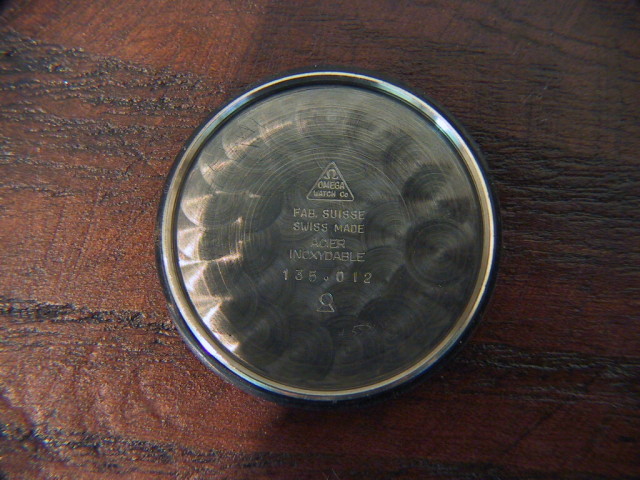 Ω
OMEGA
WATCH Co
FAB. SUISSE
SWISS MADE
ACIER
INOXYDABLE
135.012